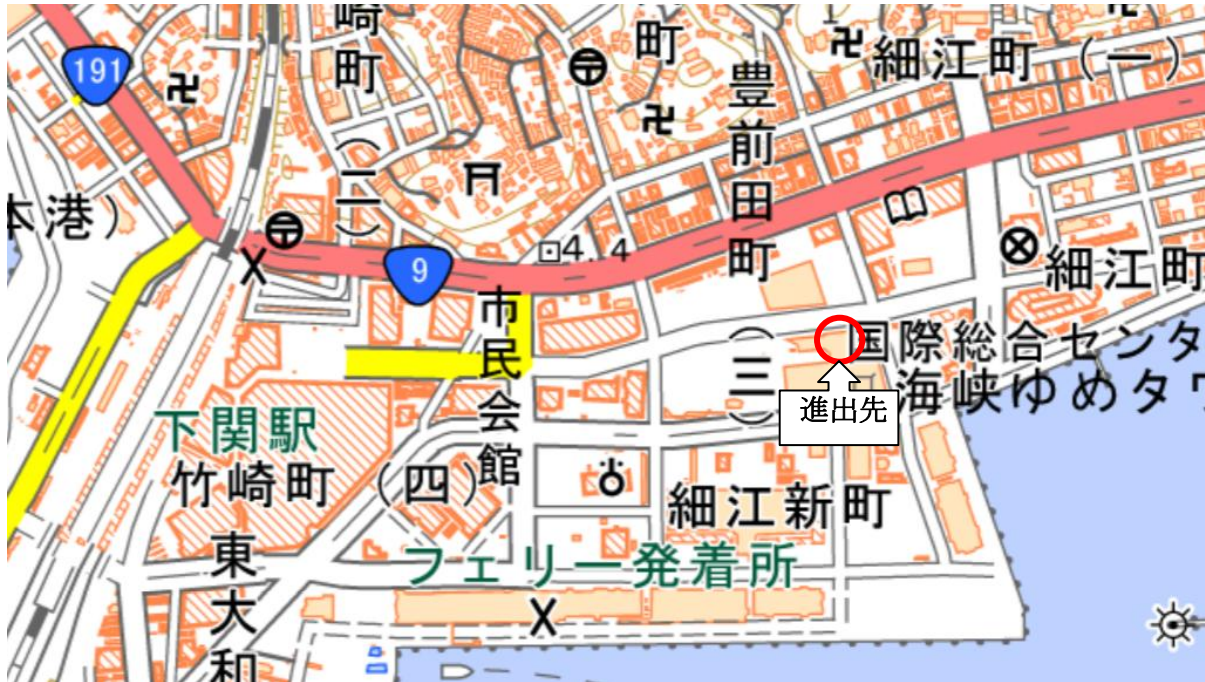 191
崎町(二)
町
豊前田町(三)
細江町(一)
本港)
9
4.4
細江町
市民会館
国際総合センタ
海峡ゆめタワ
進出先
下関駅
竹崎町(四)
細江新町
フェリー発着所
東大和